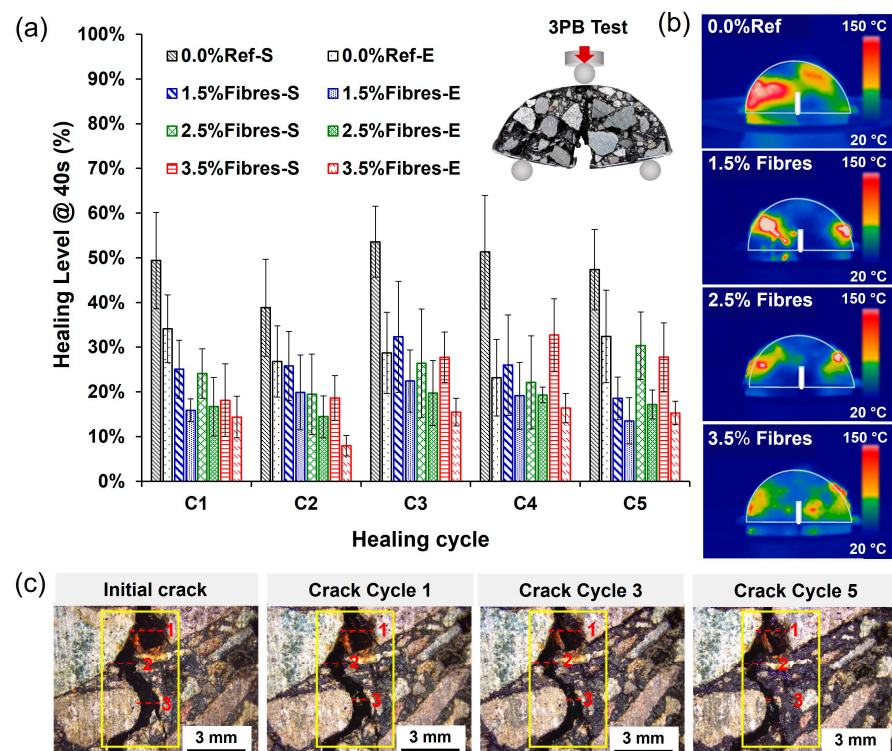 (a)
3PB Test
0.0%Ref-S
0.0%Ref-E
1.5%Fibres-S
1.5%Fibres-E
2.5%Fibres-S
2.5%Fibres-E
3.5%Fibres-S
3.5%Fibres-E
Healing Level @ 40s (%)
100%
90%
80%
70%
60%
50%
40%
30%
20%
10%
0%
C1 C2 C3 C4 C5
Healing cycle
(b)
0.0%Ref
150 °C
20 °C
1.5% Fibres
150 °C
20 °C
2.5% Fibres
150 °C
20 °C
3.5% Fibres
150 °C
20 °C
(c)
Initial crack
1
2
3
3 mm
Crack Cycle 1
1
2
3
3 mm
Crack Cycle 3
1
2
3
3 mm
Crack Cycle 5
1
2
3
3 mm